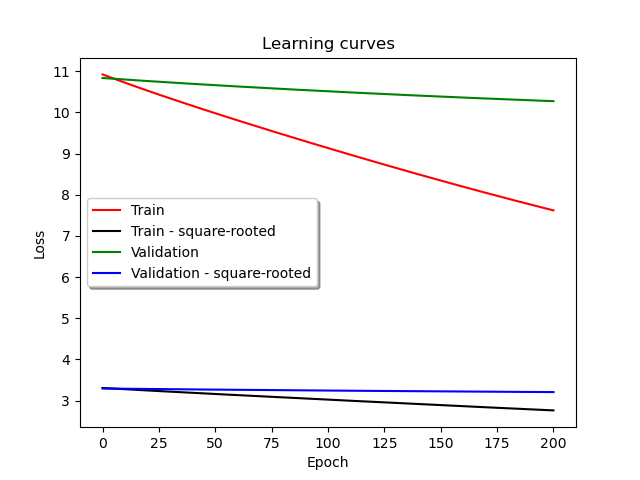 Learning curves
Loss
11
10
9
8
7
6
5
4
3
Train
Train - square-rooted
Validation
Validation - square-rooted
0 25 50 75 100 125 150 175 200
Epoch